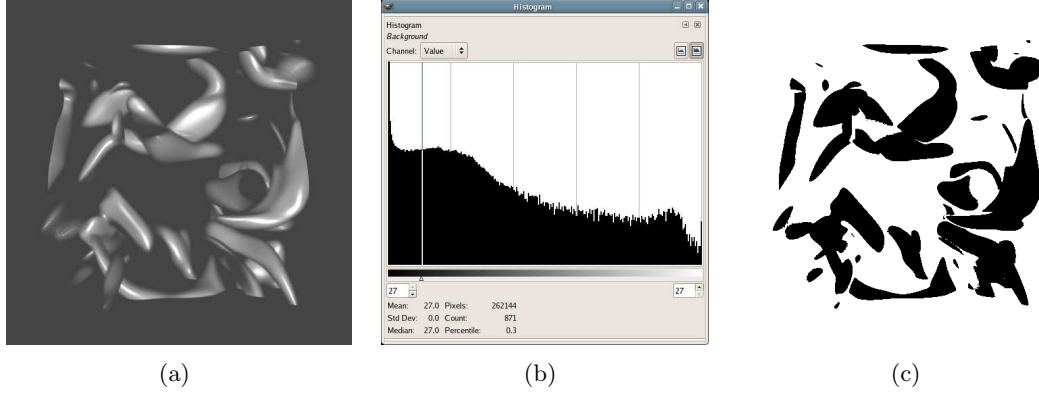 Histogram
Histogram
Background
Channel: Value
27
27
Mean: 27.0 Pixels: 262144
Std Dev: 0.0 Count: 871
Median: 27.0 Percentile: 0.3
(a)
(b)
(c)